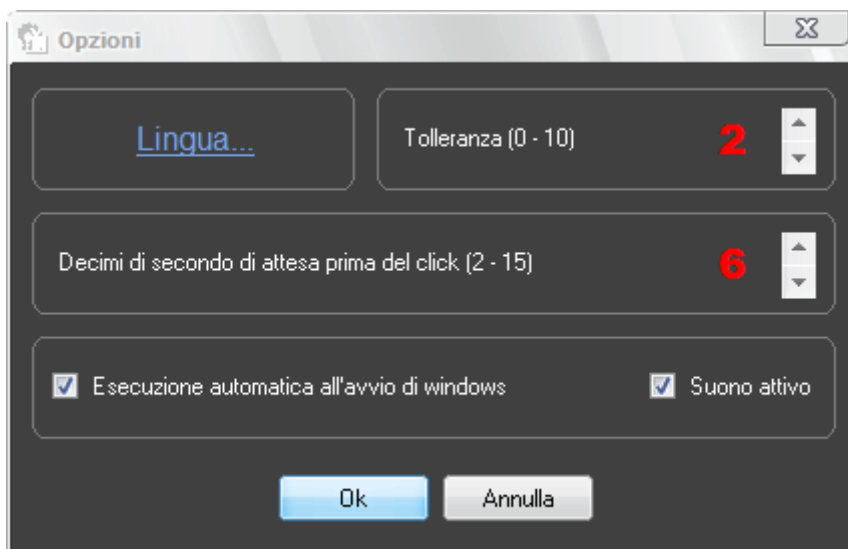 Opzioni
Lingua...
Tolleranza (0 - 10) 2
Decimi di secondo di attesa prima del click (2 - 15) 6
Esecuzione automatica all'avvio di windows Suono attivo
Ok Annulla